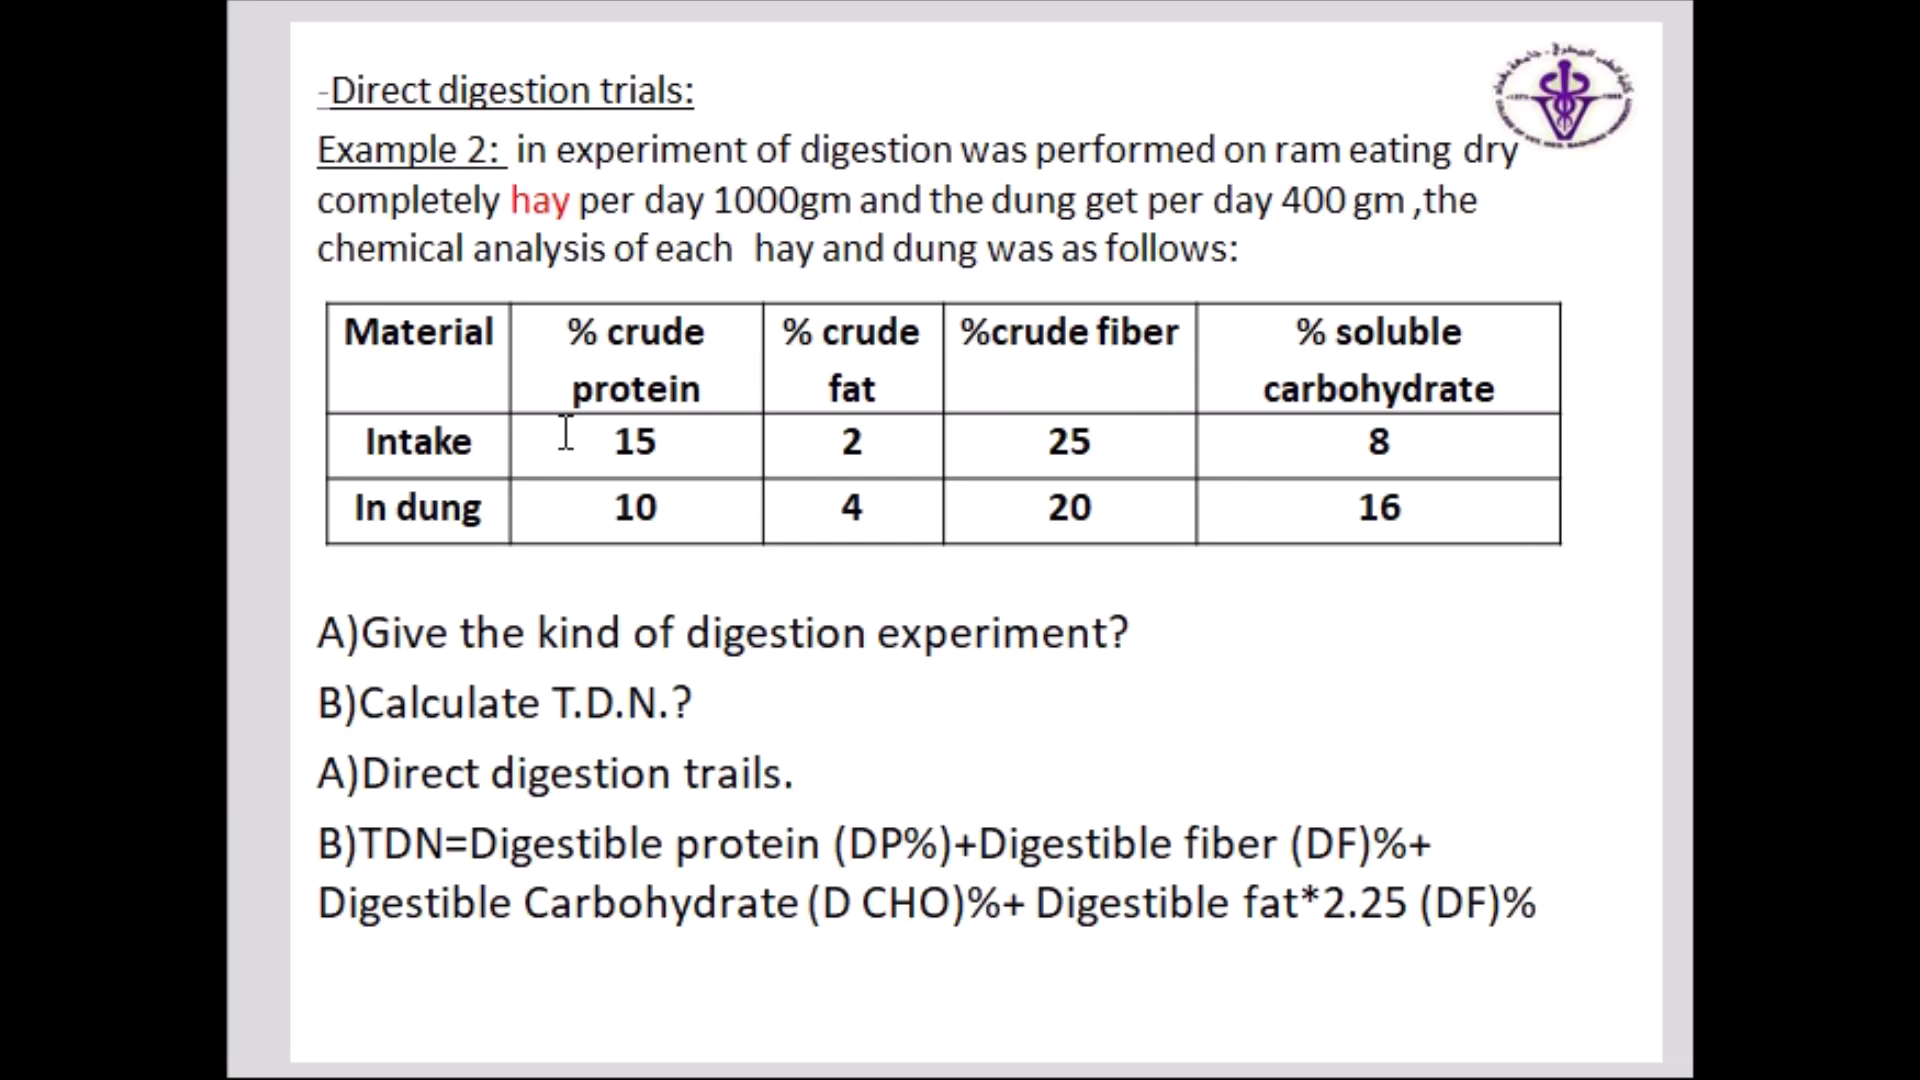 -Direct digestion trials:
Example 2: in experiment of digestion was performed on ram eating dry
completely hay per day 1000gm and the dung get per day 400 gm ,the
chemical analysis of each hay and dung was as follows:
Material % crude protein % crude fat %crude fiber % soluble carbohydrate
Intake 15 2 25 8
In dung 10 4 20 16
A)Give the kind of digestion experiment?
B)Calculate T.D.N.?
A)Direct digestion trails.
B)TDN=Digestible protein (DP%)+Digestible fiber (DF)%+
Digestible Carbohydrate (D CHO)%+ Digestible fat*2.25 (DF)%